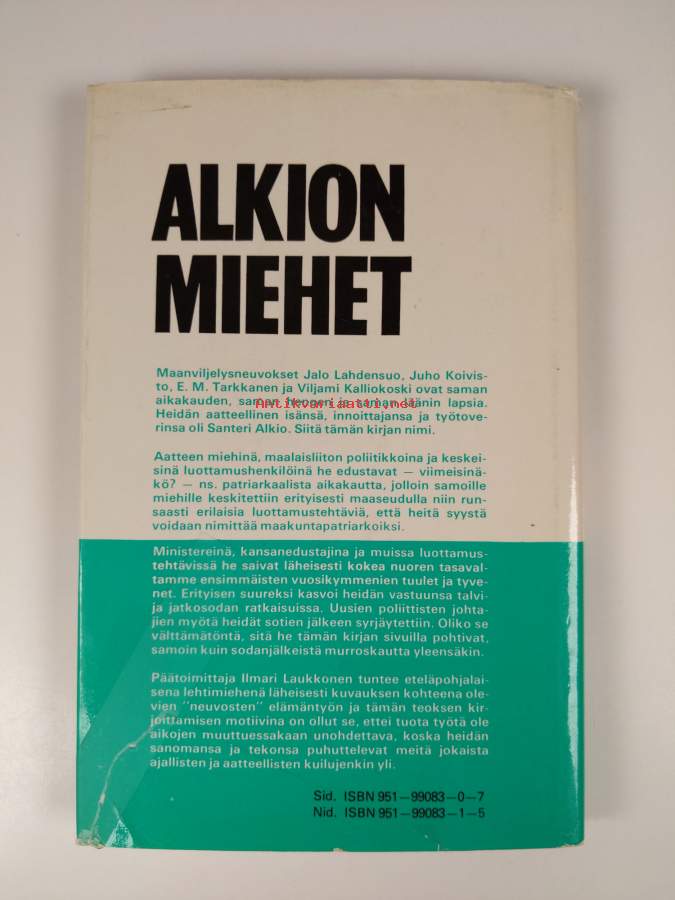 ALKION
MIEHET
Maanviljelysneuvokset Jalo Lahdensuo, Juho Koivis-
to, E. M. Tarkkanen ja Viljami Kalliokoski ovat saman
aikakauden, saman hengen ja saman läänin lapsia.
Antikvariaatti.net
Heidän aatteellinen isänsä, innoittajansa ja työtove-
rinsa oli Santeri Alkio. Siitä tämän kirjan nimi.
Aatteen miehinä, maalaisliiton poliitikkoina ja keskei-
sinä luottamushenkilöinä he edustavat — viimeisinä-
kö? — ns. patriarkaalista aikakautta, jolloin samoille
miehille keskitettiin erityisesti maaseudulla niin run-
saasti erilaisia luottamustehtäviä, että heitä syystä
voidaan nimittää maakuntapatriarkoiksi.
Ministereinä, kansanedustajina ja muissa luottamus-
tehtävissä he saivat läheisesti kokea nuoren tasaval-
tamme ensimmäisten vuosikymmenien tuulet ja tyve-
net. Erityisen suureksi kasvoi heidän vastuunsa talvi-
ja jatkosodan ratkaisuissa. Uusien poliittisten johta-
jien myötä heidät sotien jälkeen syrjäytettiin. Oliko se
välttämätöntä, sitä he tämän kirjan sivuilla pohtivat,
samoin kuin sodanjälkeistä murroskautta yleensäkin.
Päätoimittaja Ilmari Laukkonen tuntee eteläpohjalai-
sena lehtimiehenä läheisesti kuvauksen kohteena ole-
vien "neuvosten" elämäntyön ja tämän teoksen kir-
joittamisen motiivina on ollut se, ettei tuota työtä ole
aikojen muuttuessakaan unohdettava, koska heidän
sanomansa ja tekonsa puhuttelevat meitä jokaista
ajallisten ja aatteellisten kuilujenkin yli.
Sid. ISBN 951—99083—0—7
Nid. ISBN 951—99083—1—5